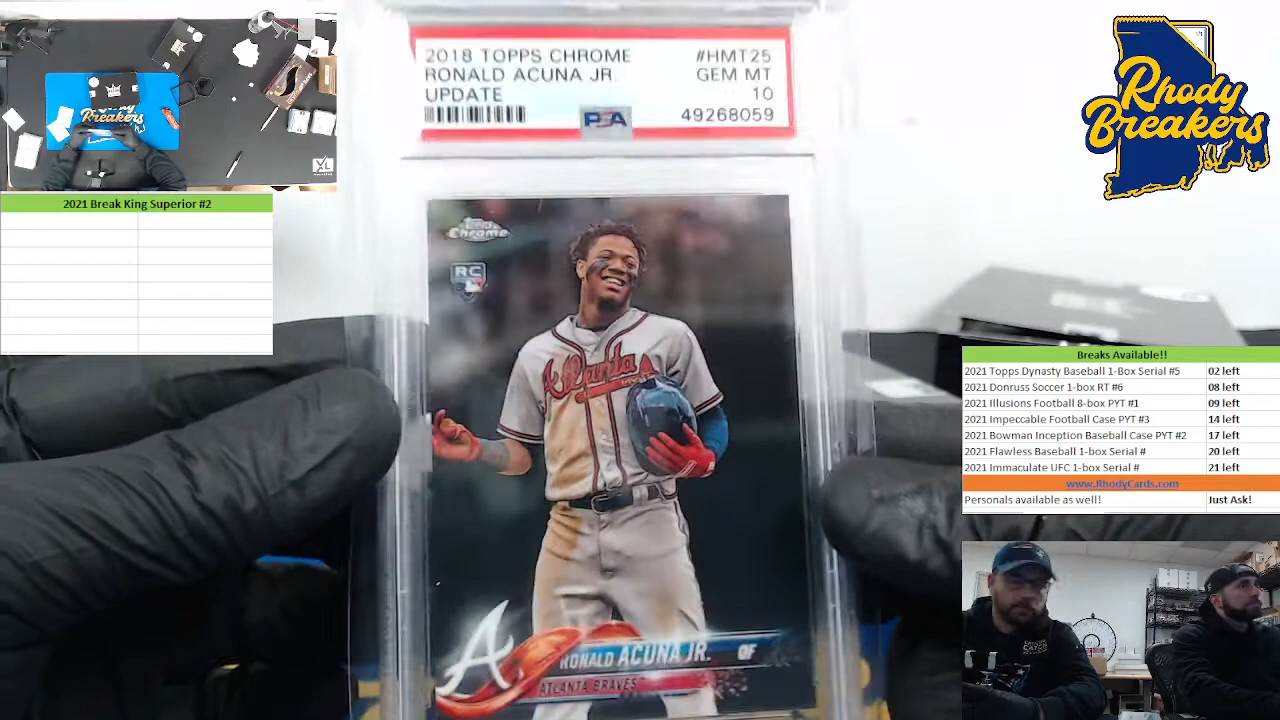 2018 TOPPS CHROME #HMT25
RONALD ACUNA JR. GEM MT
UPDATE 10
PSA 49268059
Topps Chrome
RC
Atlanta
A
RONALD ACUNA JR. OF
ATLANTA BRAVES
Rhody
Breakers
Rhody
Breakers
2021 Break King Superior #2
Breaks Available!!
2021 Topps Dynasty Baseball 1-Box Serial #5 02 left
2021 Donruss Soccer 1-box RT #6 08 left
2021 Illusions Football 8-box PYT #1 09 left
2021 Impeccable Football Case PYT #3 14 left
2021 Bowman Inception Baseball Case PYT #2 17 left
2021 Flawless Baseball 1-box Serial # 20 left
2021 Immaculate UFC 1-box Serial # 21 left
www.RhodyCards.com
Personals available as well! Just Ask!